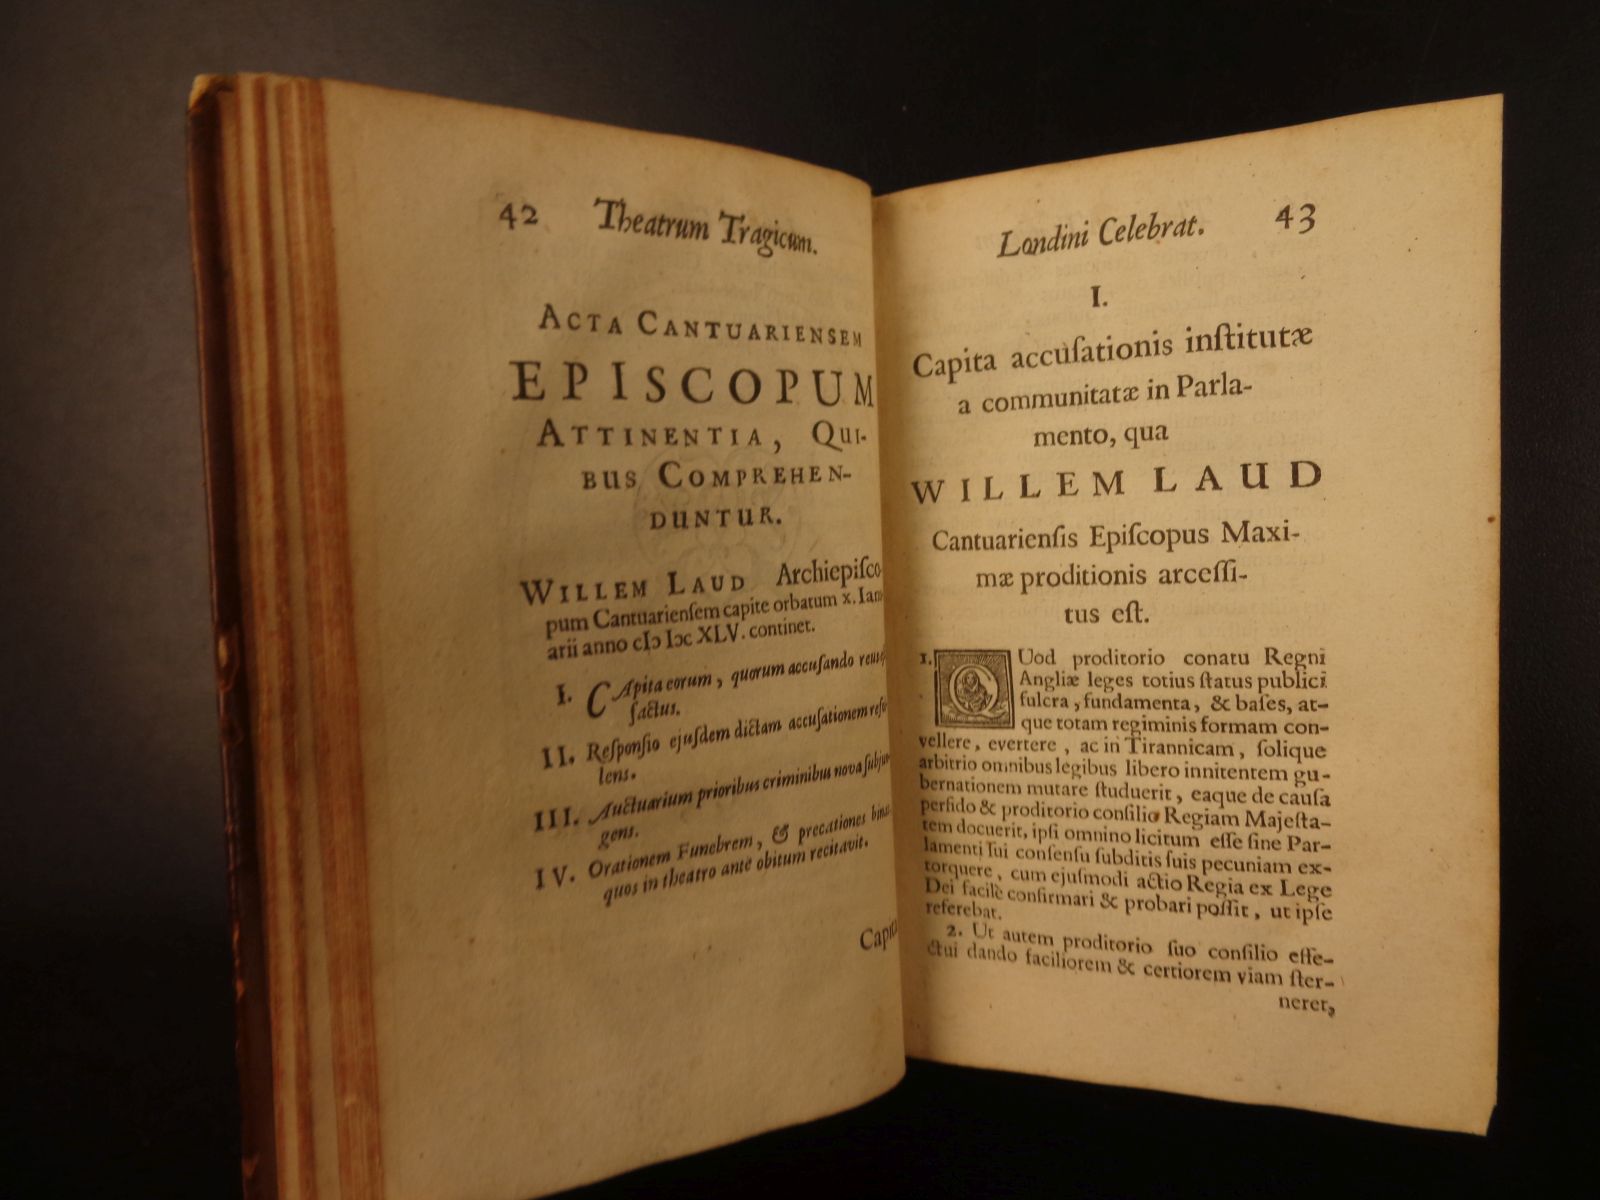 42 Theatrum Tragicum.
ACTA CANTUARIENSEM
EPISCOPUM
ATTINENTIA, QUI-
BUS COMPREHEN-
DUNTUR.
WILLEM LAUD Archiepiſco
pum Cantuarienſem capite orbatum x. Ianu
arii anno cIↄ Iↄc XLV. continet.
I. CApita eorum, quorum accuſando reus eſt
factus.
II. Reſponſio ejuſdem dictam accuſationem refel
lens.
III. Auctuarium prioribus criminibus nova ſubjun
gens.
IV. Orationem Funebrem, & precationes binas
quos in theatro ante obitum recitavit.
Capita
Londini Celebrat. 43
I.
Capita accuſationis inſtitutæ
a communitatæ in Parla-
mento, qua
WILLEM LAUD
Cantuarienſis Epiſcopus Maxi-
mæ proditionis arceſſi-
tus eſt.
1. QUod proditorio conatu Regni
Angliæ leges totius ſtatus publici
fulcra, fundamenta, & baſes, at-
que totam regiminis formam con-
vellere, evertere, ac in Tirannicam, ſolique
arbitrio omnibus legibus libero innitentem gu-
bernationem mutare ſtuduerit, eaque de cauſa
perfido & proditorio conſilio Regiam Majeſta-
tem docuerit, ipſi omnino licitum eſſe ſine Par-
lamenti ſui conſenſu ſubditis ſuis pecuniam ex-
torquere, cum ejuſmodi actio Regia ex Lege
Dei facilè confirmari & probari poſſit, ut ipſe
referebat.
2. Ut autem proditorio ſuo conſilio effe-
ctui dando faciliorem & certiorem viam ſter-
neret,